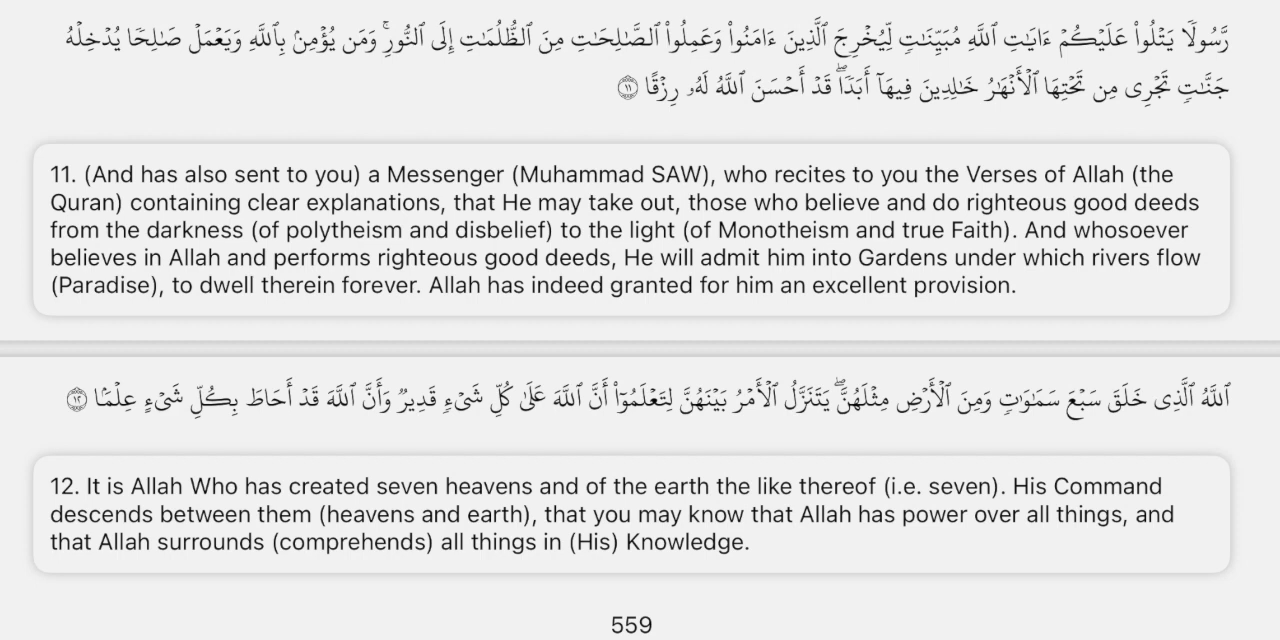 رَّسُولًا يَتْلُوا۟ عَلَيْكُمْ ءَايَـٰتِ ٱللَّهِ مُبَيِّنَـٰتٍ لِّيُخْرِجَ ٱلَّذِينَ ءَامَنُوا۟ وَعَمِلُوا۟ ٱلصَّـٰلِحَـٰتِ مِنَ ٱلظُّلُمَـٰتِ إِلَى ٱلنُّورِ ۚ وَمَن يُؤْمِنۢ بِٱللَّهِ وَيَعْمَلْ صَـٰلِحًا يُدْخِلْهُ
جَنَّـٰتٍ تَجْرِى مِن تَحْتِهَا ٱلْأَنْهَـٰرُ خَـٰلِدِينَ فِيهَآ أَبَدًا ۖ قَدْ أَحْسَنَ ٱللَّهُ لَهُۥ رِزْقًا ١١
11. (And has also sent to you) a Messenger (Muhammad SAW), who recites to you the Verses of Allah (the
Quran) containing clear explanations, that He may take out, those who believe and do righteous good deeds
from the darkness (of polytheism and disbelief) to the light (of Monotheism and true Faith). And whosoever
believes in Allah and performs righteous good deeds, He will admit him into Gardens under which rivers flow
(Paradise), to dwell therein forever. Allah has indeed granted for him an excellent provision.
ٱللَّهُ ٱلَّذِى خَلَقَ سَبْعَ سَمَـٰوَٰتٍ وَمِنَ ٱلْأَرْضِ مِثْلَهُنَّ ۖ يَتَنَزَّلُ ٱلْأَمْرُ بَيْنَهُنَّ لِتَعْلَمُوٓا۟ أَنَّ ٱللَّهَ عَلَىٰ كُلِّ شَىْءٍ قَدِيرٌ وَأَنَّ ٱللَّهَ قَدْ أَحَاطَ بِكُلِّ شَىْءٍ عِلْمًۢا ١٢
12. It is Allah Who has created seven heavens and of the earth the like thereof (i.e. seven). His Command
descends between them (heavens and earth), that you may know that Allah has power over all things, and
that Allah surrounds (comprehends) all things in (His) Knowledge.
559